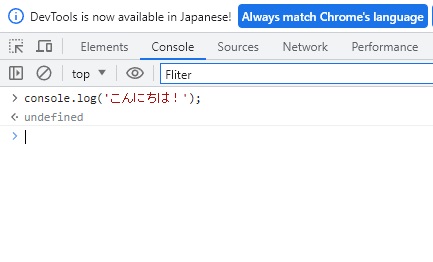 DevTools is now available in Japanese! Always match Chrome's language
Elements Console Sources Network Performance
top Fliter
console.log('こんにちは！');
undefined